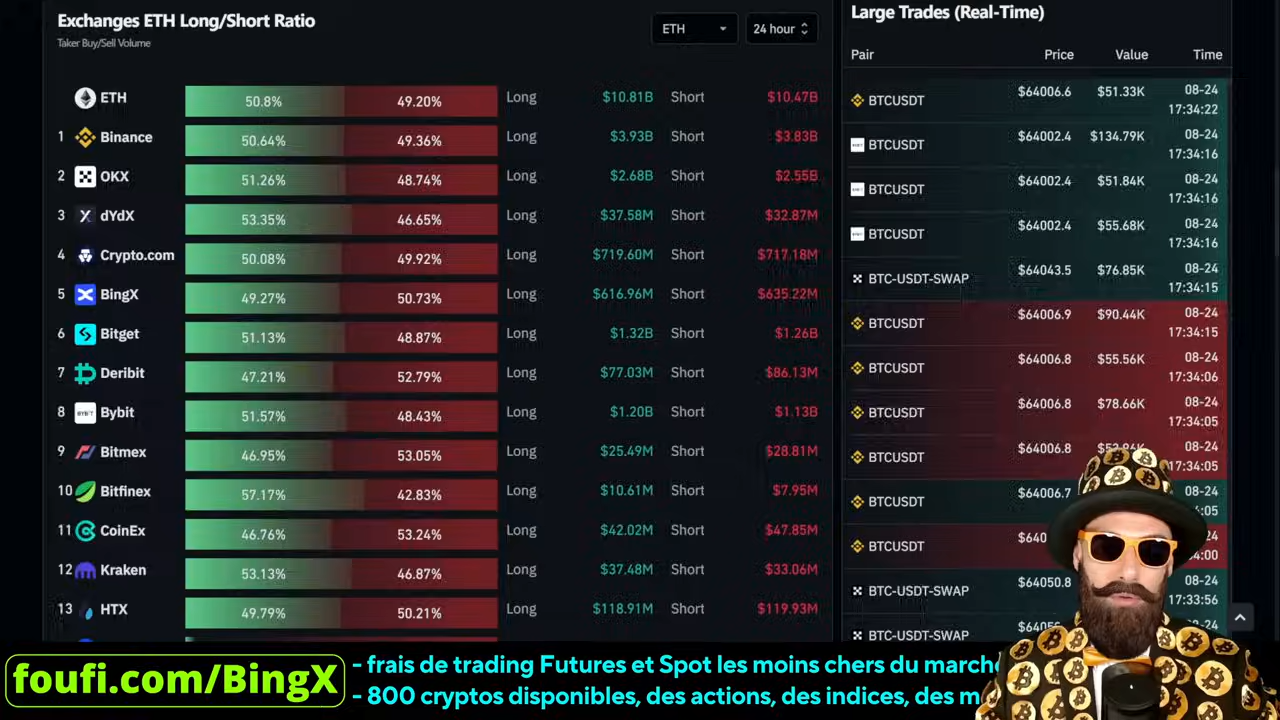 Exchanges ETH Long/Short Ratio
Taker Buy/Sell Volume
ETH 24 hour
ETH 50.8% 49.20% Long $10.81B Short $10.47B
1 Binance 50.64% 49.36% Long $3.93B Short $3.83B
2 OKX 51.26% 48.74% Long $2.68B Short $2.55B
3 dYdX 53.35% 46.65% Long $37.58M Short $32.87M
4 Crypto.com 50.08% 49.92% Long $719.60M Short $717.18M
5 BingX 49.27% 50.73% Long $616.96M Short $635.22M
6 Bitget 51.13% 48.87% Long $1.32B Short $1.26B
7 Deribit 47.21% 52.79% Long $77.03M Short $86.13M
8 Bybit 51.57% 48.43% Long $1.20B Short $1.13B
9 Bitmex 46.95% 53.05% Long $25.49M Short $28.81M
10 Bitfinex 57.17% 42.83% Long $10.61M Short $7.95M
11 CoinEx 46.76% 53.24% Long $42.02M Short $47.85M
12 Kraken 53.13% 46.87% Long $37.48M Short $33.06M
13 HTX 49.79% 50.21% Long $118.91M Short $119.93M
Large Trades (Real-Time)
Pair Price Value Time
BTCUSDT $64006.6 $51.33K 08-24
17:34:22
BTCUSDT $64002.4 $134.79K 08-24
17:34:16
BTCUSDT $64002.4 $51.84K 08-24
17:34:16
BTCUSDT $64002.4 $55.68K 08-24
17:34:16
BTC-USDT-SWAP $64043.5 $76.85K 08-24
17:34:15
BTCUSDT $64006.9 $90.44K 08-24
17:34:15
BTCUSDT $64006.8 $55.56K 08-24
17:34:06
BTCUSDT $64006.8 $78.66K 08-24
17:34:05
BTCUSDT $64006.8 08-24
17:34:05
BTCUSDT $64006.7 08-24
BTCUSDT
BTC-USDT-SWAP $64050.8 08-24
17:33:56
BTC-USDT-SWAP
foufi.com/BingX
- frais de trading Futures et Spot les moins chers du marché
- 800 cryptos disponibles, des actions, des indices, des m